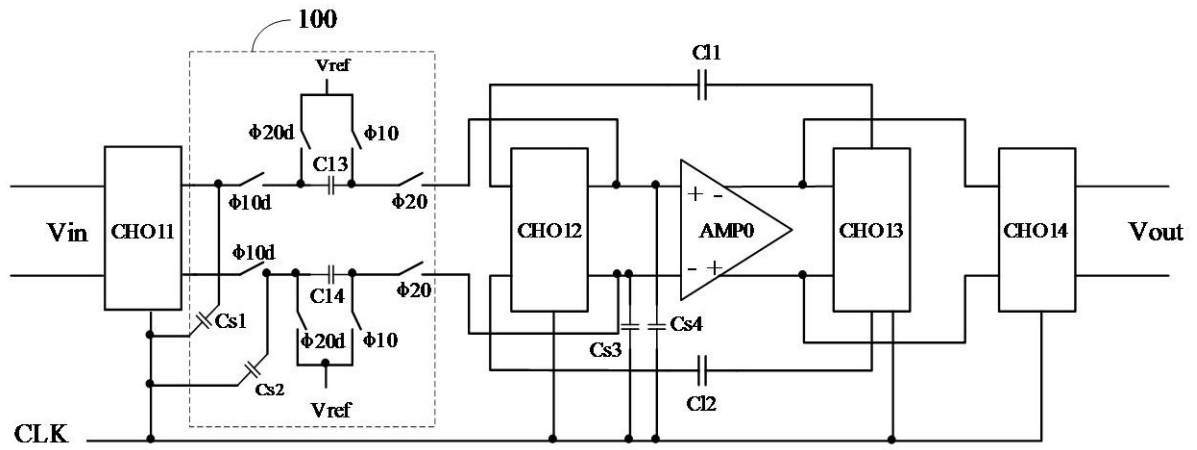 100
Vref
Cl1
Φ20d
Φ10
C13
Φ10d
Φ20
CHO11
Vin
CHO12
+ -
AMP0
- +
CHO13
CHO14
Vout
Φ10d
C14
Φ20
Cs1
Φ20d
Φ10
Cs3
Cs4
Cs2
Vref
Cl2
CLK